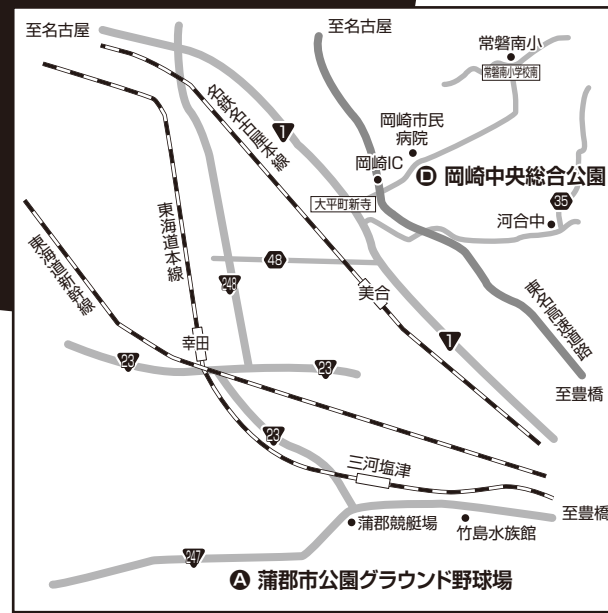 至名古屋
至名古屋
常磐南小
常磐南小学校南
名鉄名古屋本線
1
岡崎市民
病院
岡崎IC
D 岡崎中央総合公園
35
大平町新寺
河合中
東海道本線
東海道新幹線
48
248
美合
東名高速道路
幸田
1
23
23
至豊橋
23
三河塩津
至豊橋
蒲郡競艇場
竹島水族館
247
A 蒲郡市公園グラウンド野球場